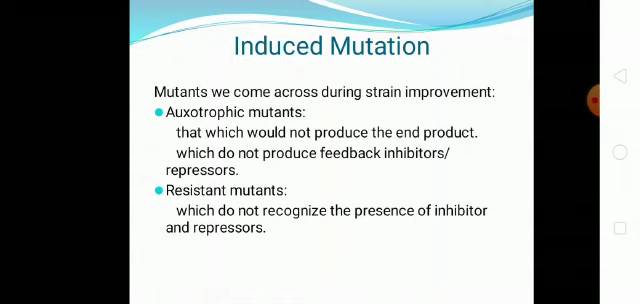 Induced Mutation
Mutants we come across during strain improvement:
Auxotrophic mutants:
that which would not produce the end product.
which do not produce feedback inhibitors/
repressors.
Resistant mutants:
which do not recognize the presence of inhibitor
and repressors.